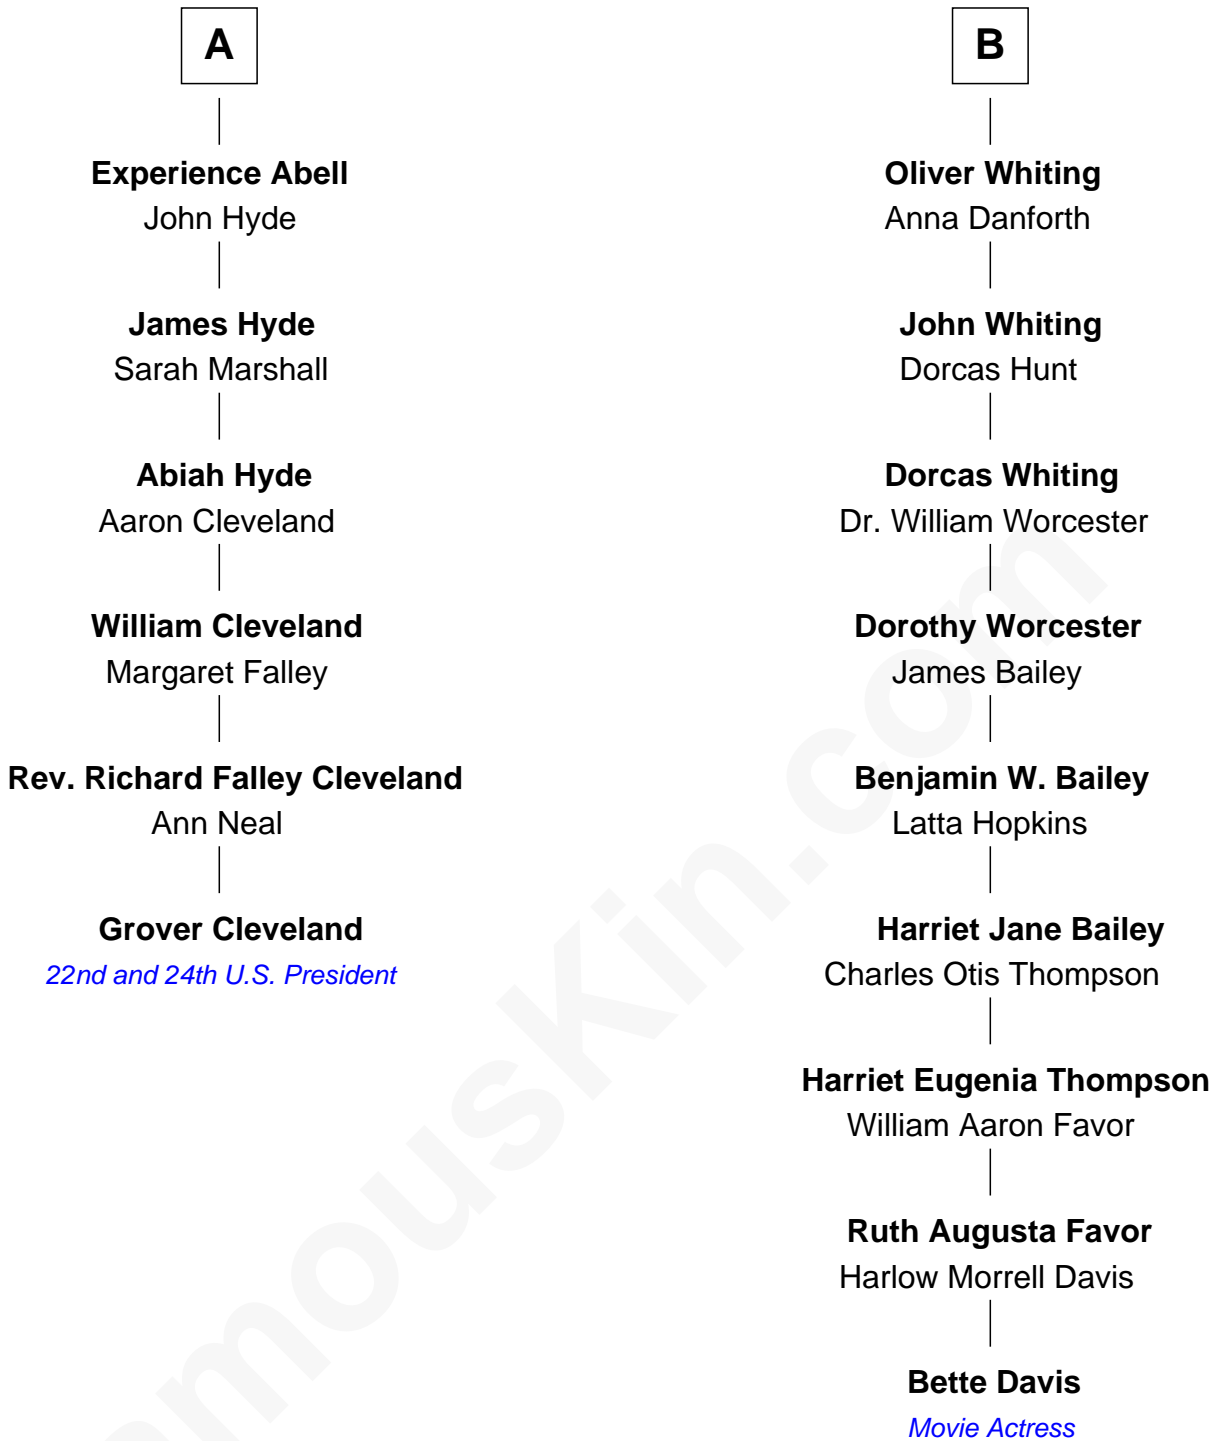 A
Experience Abell
John Hyde
James Hyde
Sarah Marshall
Abiah Hyde
Aaron Cleveland
William Cleveland
Margaret Falley
Rev. Richard Falley Cleveland
Ann Neal
Grover Cleveland
22nd and 24th U.S. President
B
Oliver Whiting
Anna Danforth
John Whiting
Dorcas Hunt
Dorcas Whiting
Dr. William Worcester
Dorothy Worcester
James Bailey
Benjamin W. Bailey
Latta Hopkins
Harriet Jane Bailey
Charles Otis Thompson
Harriet Eugenia Thompson
William Aaron Favor
Ruth Augusta Favor
Harlow Morrell Davis
Bette Davis
Movie Actress
amouskin.com